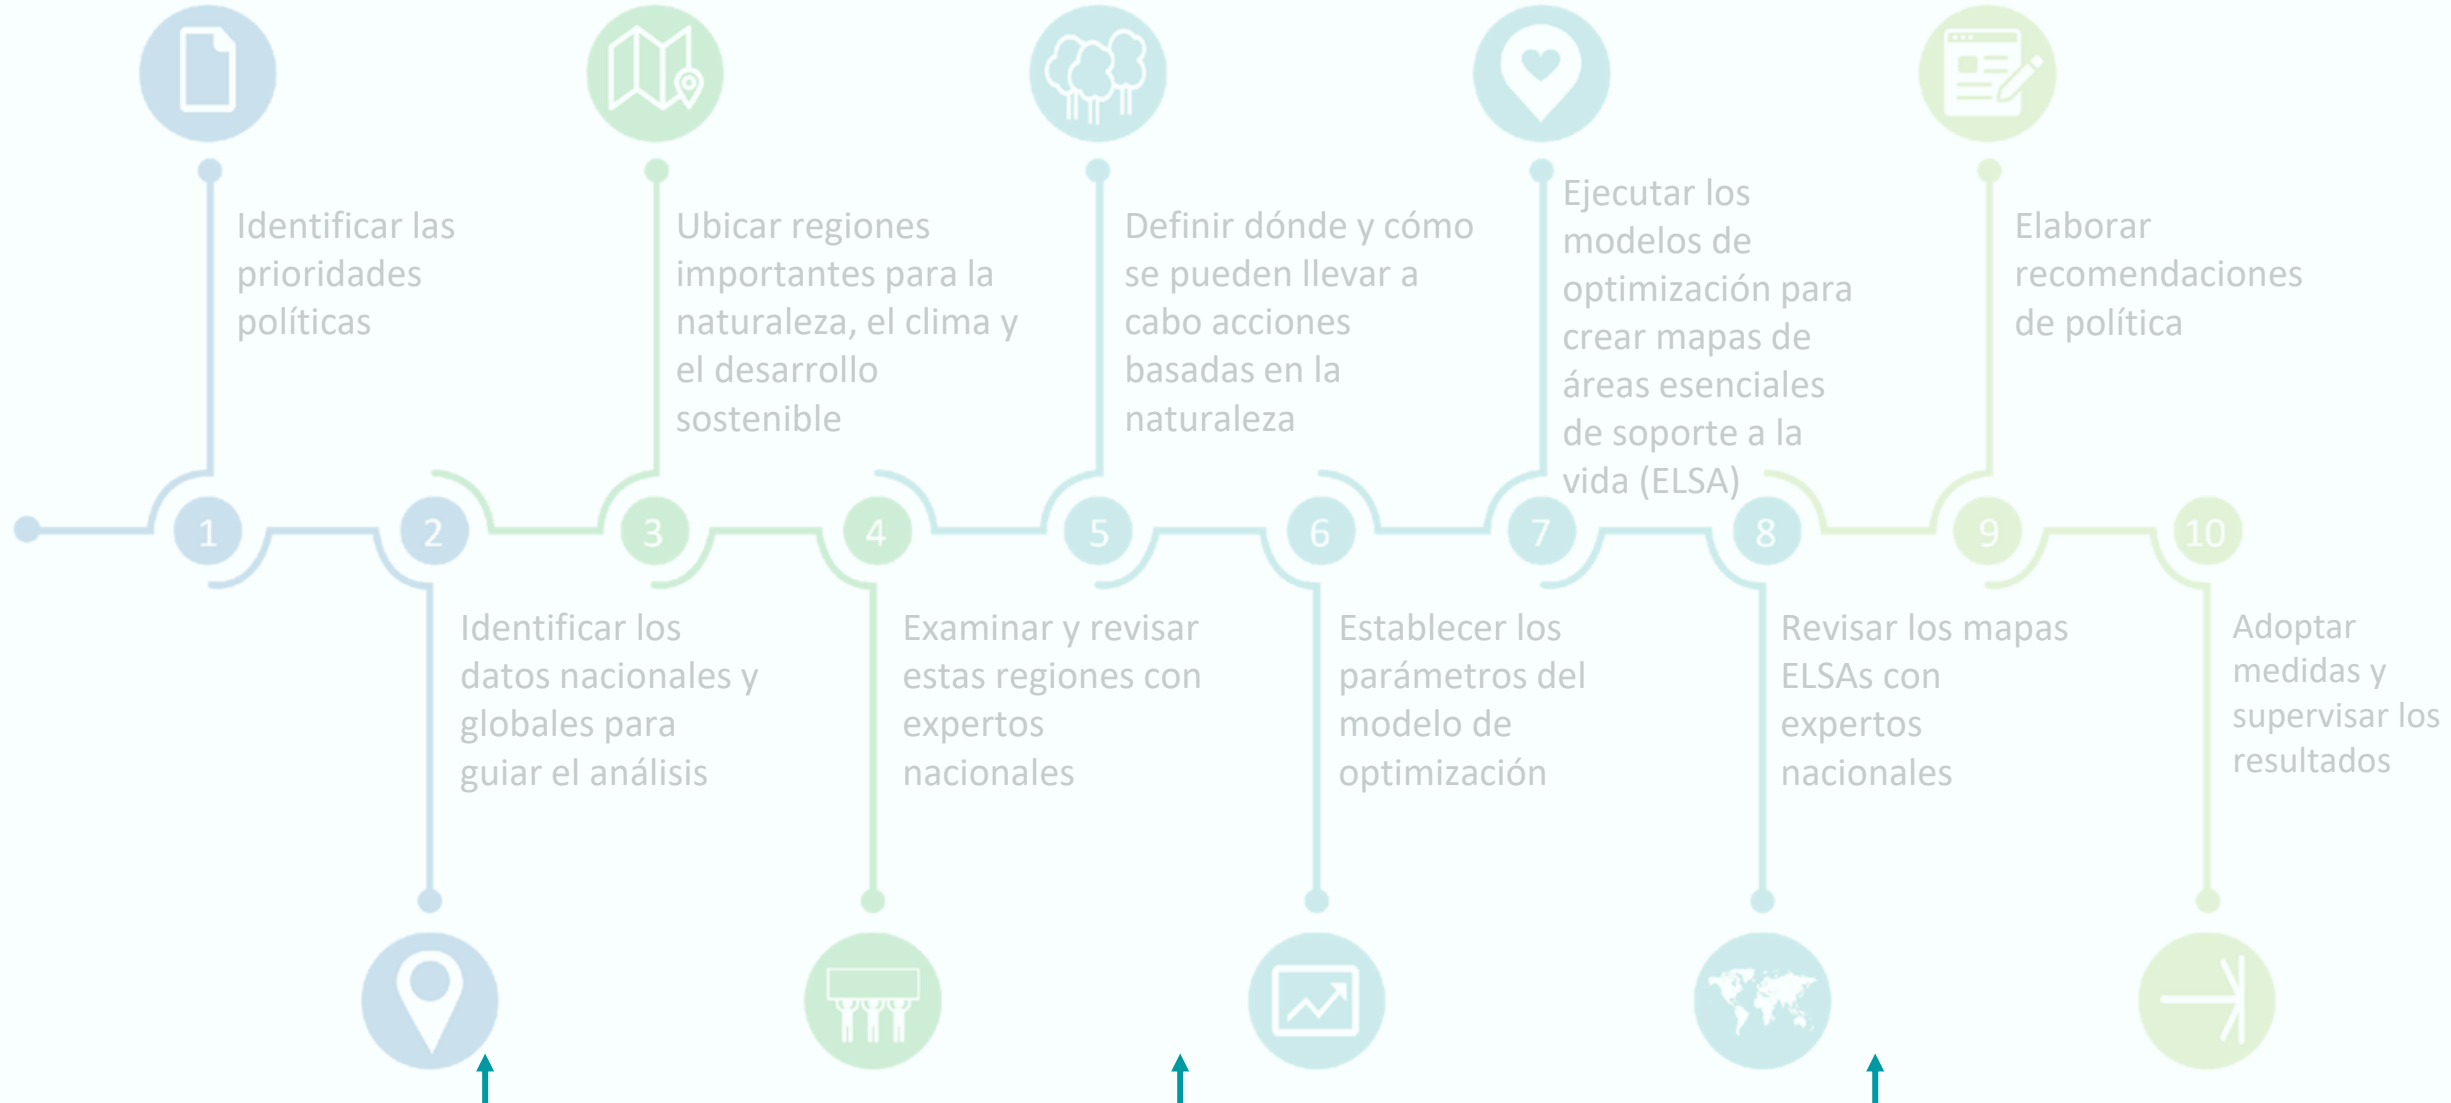 Identificar las
prioridades
políticas
Ubicar regiones
importantes para la
naturaleza, el clima y
el desarrollo
sostenible
Definir dónde y cómo
se pueden llevar a
cabo acciones
basadas en la
naturaleza
Ejecutar los
modelos de
optimización para
crear mapas de
áreas esenciales
de soporte a la
vida (ELSA)
Elaborar
recomendaciones
de política
1
2
3
4
5
6
7
8
9
10
Identificar los
datos nacionales y
globales para
guiar el análisis
Examinar y revisar
estas regiones con
expertos
nacionales
Establecer los
parámetros del
modelo de
optimización
Revisar los mapas
ELSAs con
expertos
nacionales
Adoptar
medidas y
supervisar los
resultados